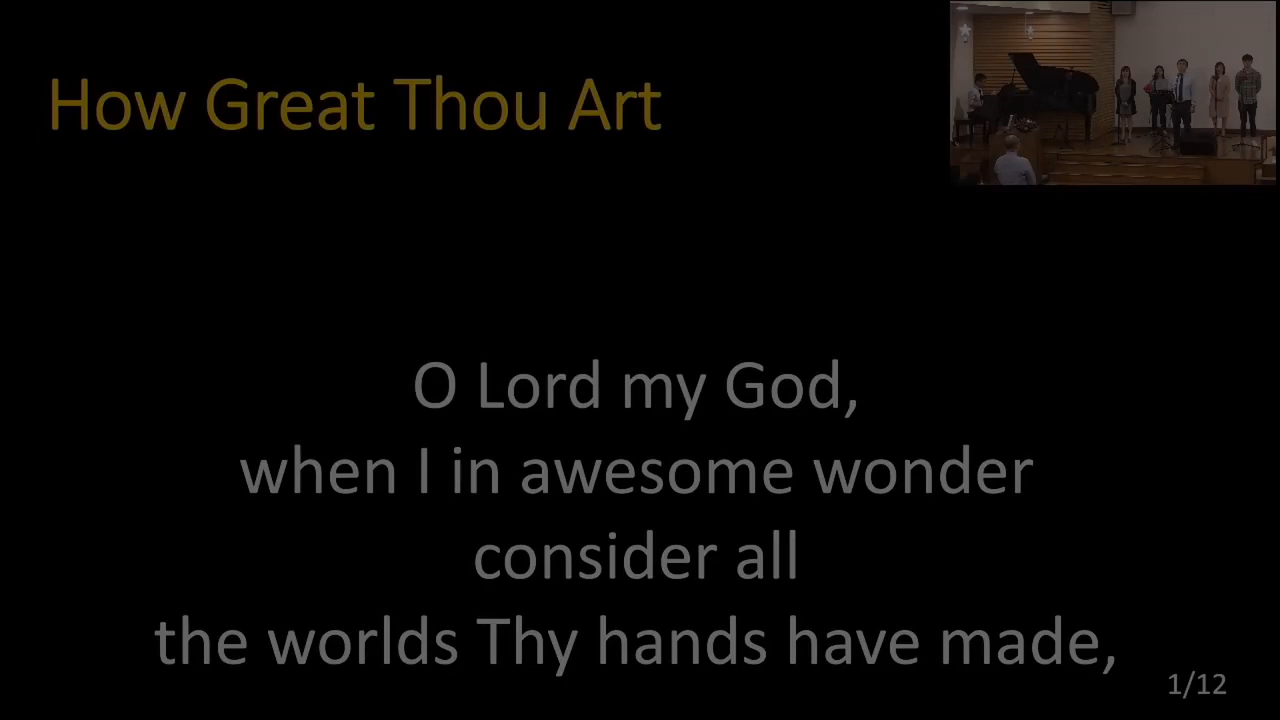 How Great Thou Art
O Lord my God,
when I in awesome wonder
consider all
the worlds Thy hands have made,
1/12